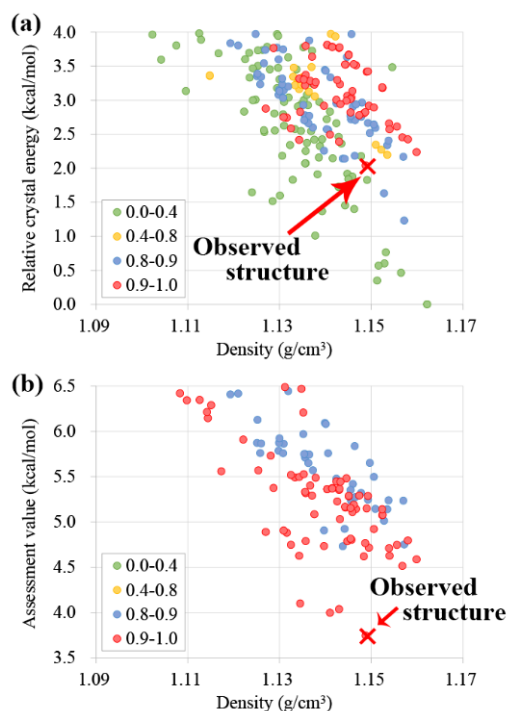 (a)
Relative crystal energy (kcal/mol)
4.0
3.5
3.0
2.5
2.0
1.5
1.0
0.5
0.0
0.0-0.4
0.4-0.8
0.8-0.9
0.9-1.0
Observed
structure
1.09 1.11 1.13 1.15 1.17
Density (g/cm³)
(b)
Assessment value (kcal/mol)
6.5
6.0
5.5
5.0
4.5
4.0
3.5
0.0-0.4
0.4-0.8
0.8-0.9
0.9-1.0
Observed
structure
1.09 1.11 1.13 1.15 1.17
Density (g/cm³)